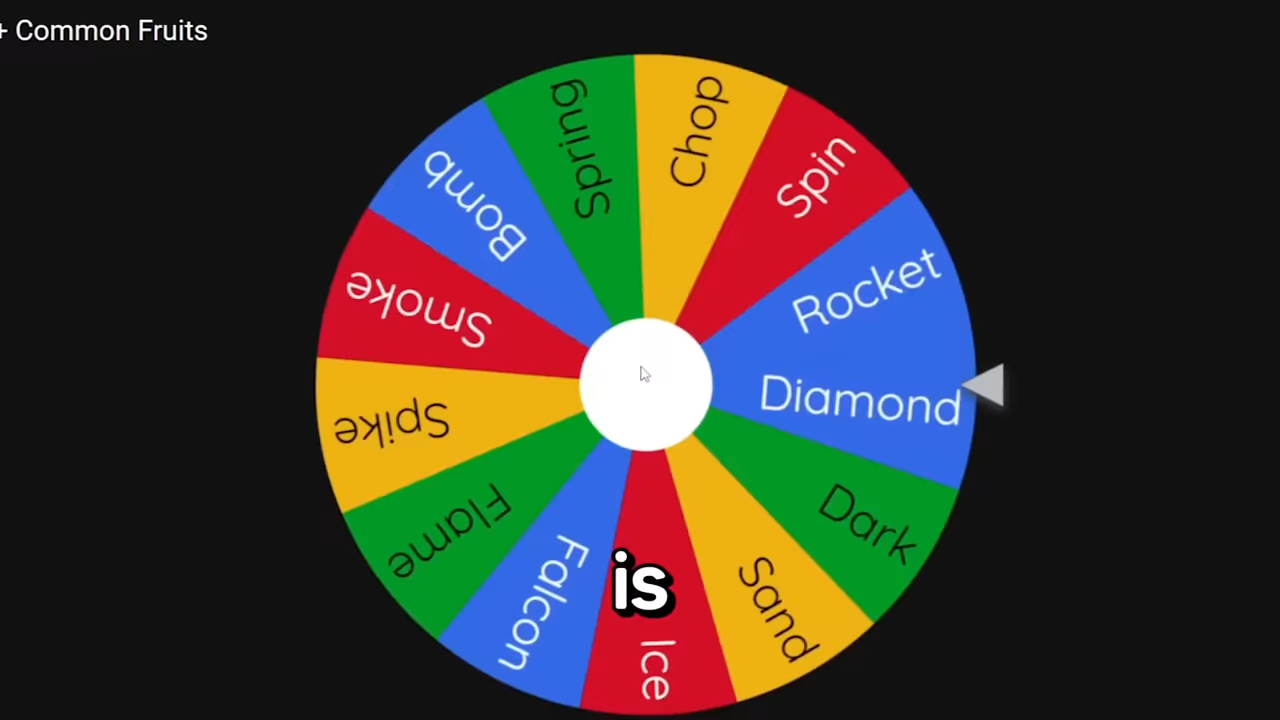 + Common Fruits
Spring
Chop
Spin
Rocket
Diamond
Dark
Sand
Ice
Falcon
Flame
Spike
Smoke
Bomb
is